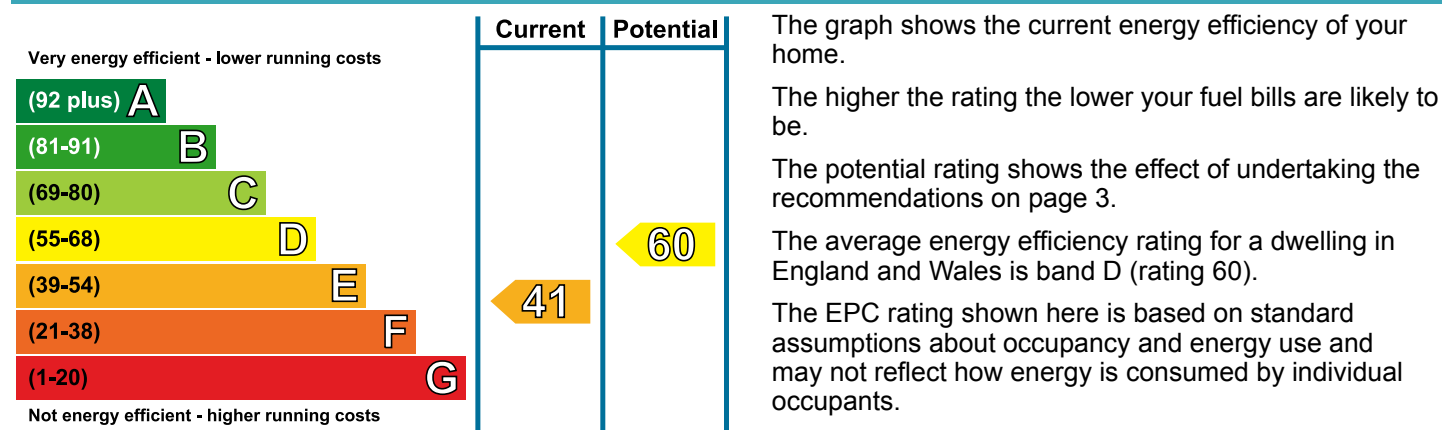 Current Potential
Very energy efficient - lower running costs
(92 plus) A
(81-91) B
(69-80) C
(55-68) D
60
(39-54) E
41
(21-38) F
(1-20) G
Not energy efficient - higher running costs
The graph shows the current energy efficiency of your
home.
The higher the rating the lower your fuel bills are likely to
be.
The potential rating shows the effect of undertaking the
recommendations on page 3.
The average energy efficiency rating for a dwelling in
England and Wales is band D (rating 60).
The EPC rating shown here is based on standard
assumptions about occupancy and energy use and
may not reflect how energy is consumed by individual
occupants.